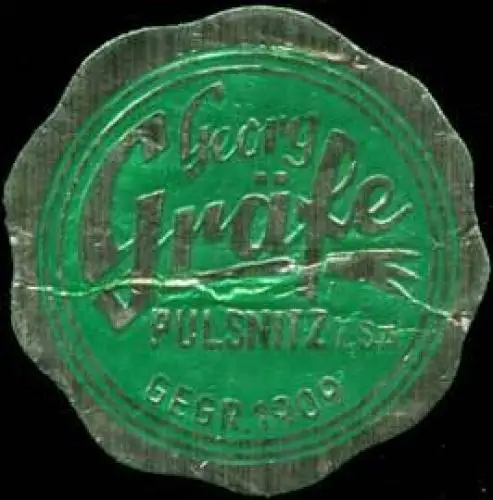 Georg
Gräfe
PULSNITZ i. Sa.
GEGR. 1909